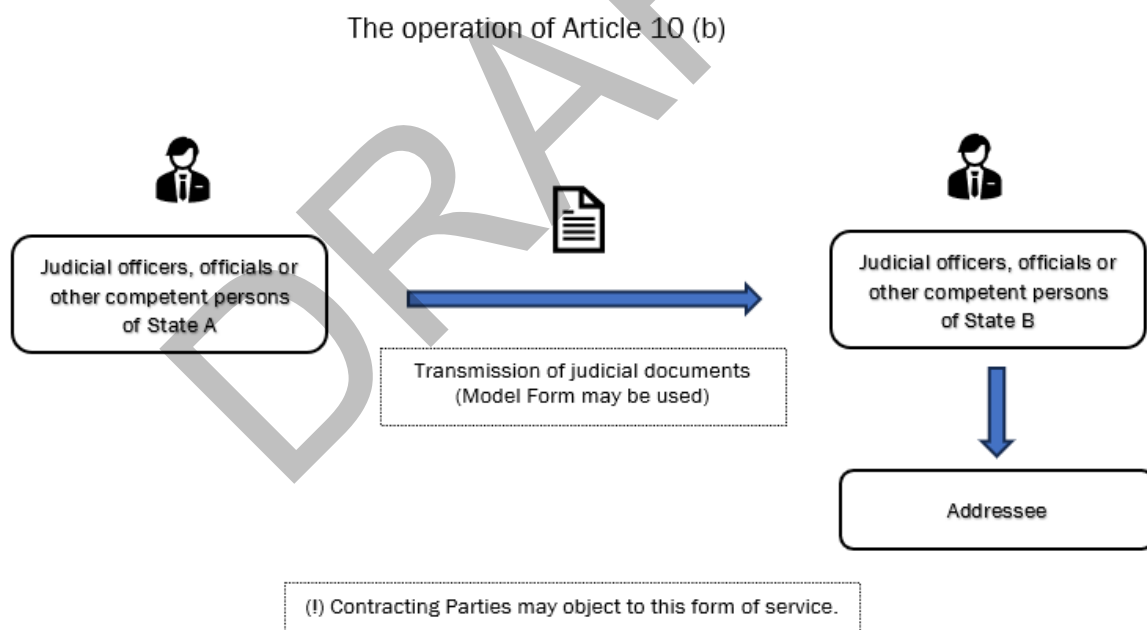 The operation of Article 10 (b)
Judicial officers, officials or
other competent persons
of State A
Transmission of judicial documents
(Model Form may be used)
Judicial officers, officials or
other competent persons
of State B
Addressee
(!) Contracting Parties may object to this form of service.
DRAF